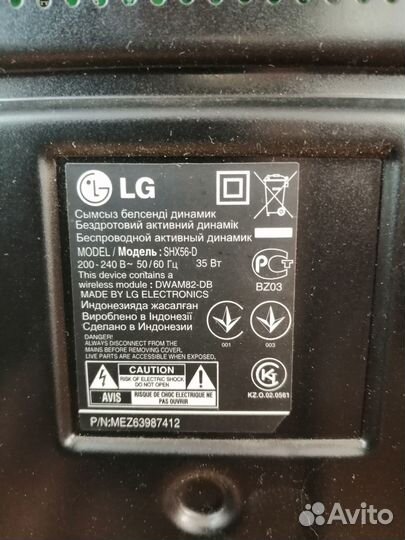 LG
Сымсыз белсенді динамик
Бездротовий активний динамік
Беспроводной активный динамик
MODEL / Модель: SHX56-D
200 - 240 В~ 50 / 60 Гц 35 Вт
This device contains a
wireless module : DWAM82-DB
MADE BY LG ELECTRONICS
Индонезияда жасалған
Вироблено в Індонезії
Сделано в Индонезии
BZ03
001
003
DANGER!
ALWAYS DISCONNECT FROM THE
MAINS BEFORE REMOVING COVER.
LIVE PARTS ARE ACCESSIBLE WHEN EXPOSED.
CAUTION
RISK OF ELECTRIC SHOCK
DO NOT OPEN
AVIS
RISQUE DE CHOC ELECTRIQUE NE
PAS OUVRIR
KZ.O.02.0561
P/N:MEZ63987412
Avito